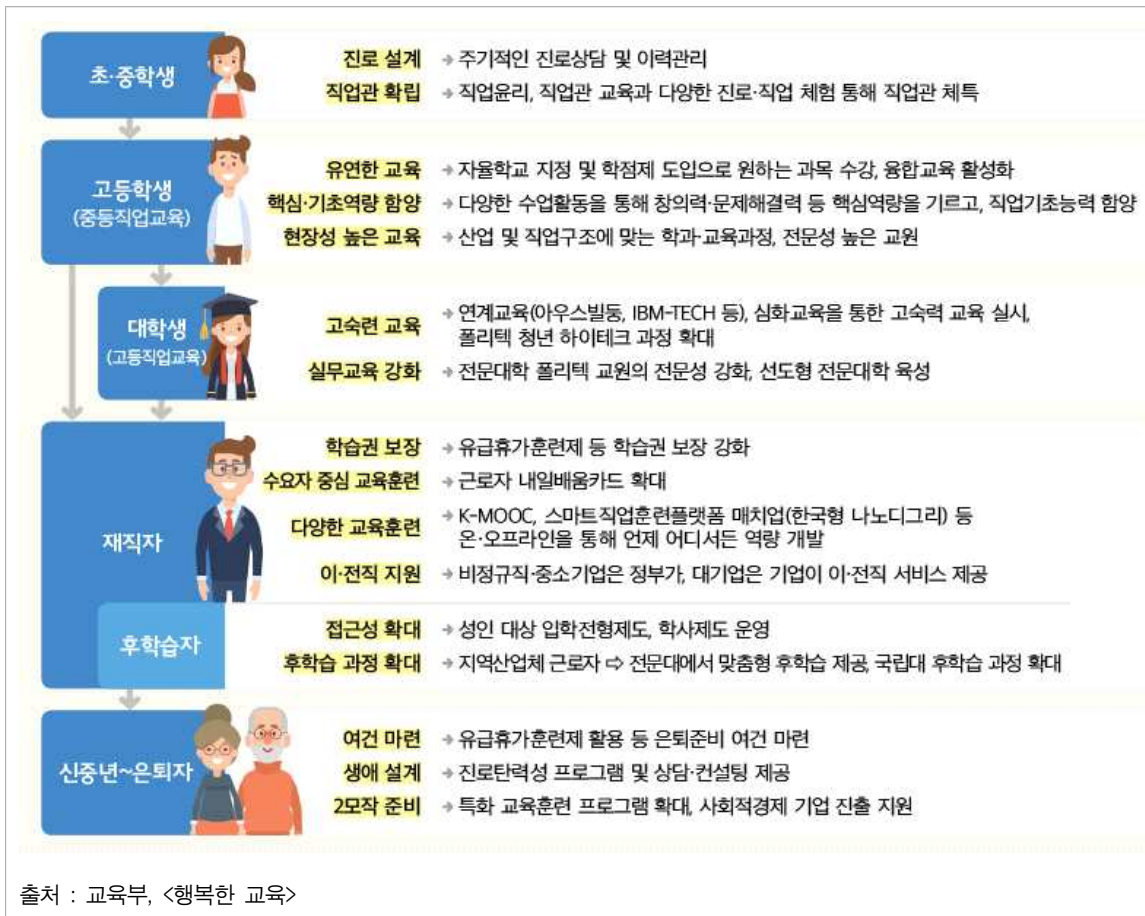 초·중학생
진로 설계 → 주기적인 진로상담 및 이력관리
직업관 확립 → 직업윤리, 직업관 교육과 다양한 진로·직업 체험 통해 직업관 체득
고등학생
(중등직업교육)
유연한 교육 → 자율학교 지정 및 학점제 도입으로 원하는 과목 수강, 융합교육 활성화
핵심·기초역량 함양 → 다양한 수업활동을 통해 창의력·문제해결력 등 핵심역량을 기르고, 직업기초능력 함양
현장성 높은 교육 → 산업 및 직업구조에 맞는 학과·교육과정, 전문성 높은 교원
대학생
(고등직업교육)
고숙련 교육 → 연계교육(아우스빌둥, IBM-TECH 등), 심화교육을 통한 고숙력 교육 실시,
폴리텍 청년 하이테크 과정 확대
실무교육 강화 → 전문대학 폴리텍 교원의 전문성 강화, 선도형 전문대학 육성
재직자
학습권 보장 → 유급휴가훈련제 등 학습권 보장 강화
수요자 중심 교육훈련 → 근로자 내일배움카드 확대
다양한 교육훈련 → K-MOOC, 스마트직업훈련플랫폼 매치업(한국형 나노디그리) 등
온·오프라인을 통해 언제 어디서든 역량 개발
이·전직 지원 → 비정규직·중소기업은 정부가, 대기업은 기업이 이·전직 서비스 제공
후학습자
접근성 확대 → 성인 대상 입학전형제도, 학사제도 운영
후학습 과정 확대 → 지역산업체 근로자 ⇨ 전문대에서 맞춤형 후학습 제공, 국립대 후학습 과정 확대
신중년~은퇴자
여건 마련 → 유급휴가훈련제 활용 등 은퇴준비 여건 마련
생애 설계 → 진로탄력성 프로그램 및 상담·컨설팅 제공
2모작 준비 → 특화 교육훈련 프로그램 확대, 사회적경제 기업 진출 지원
출처 : 교육부, <행복한 교육>